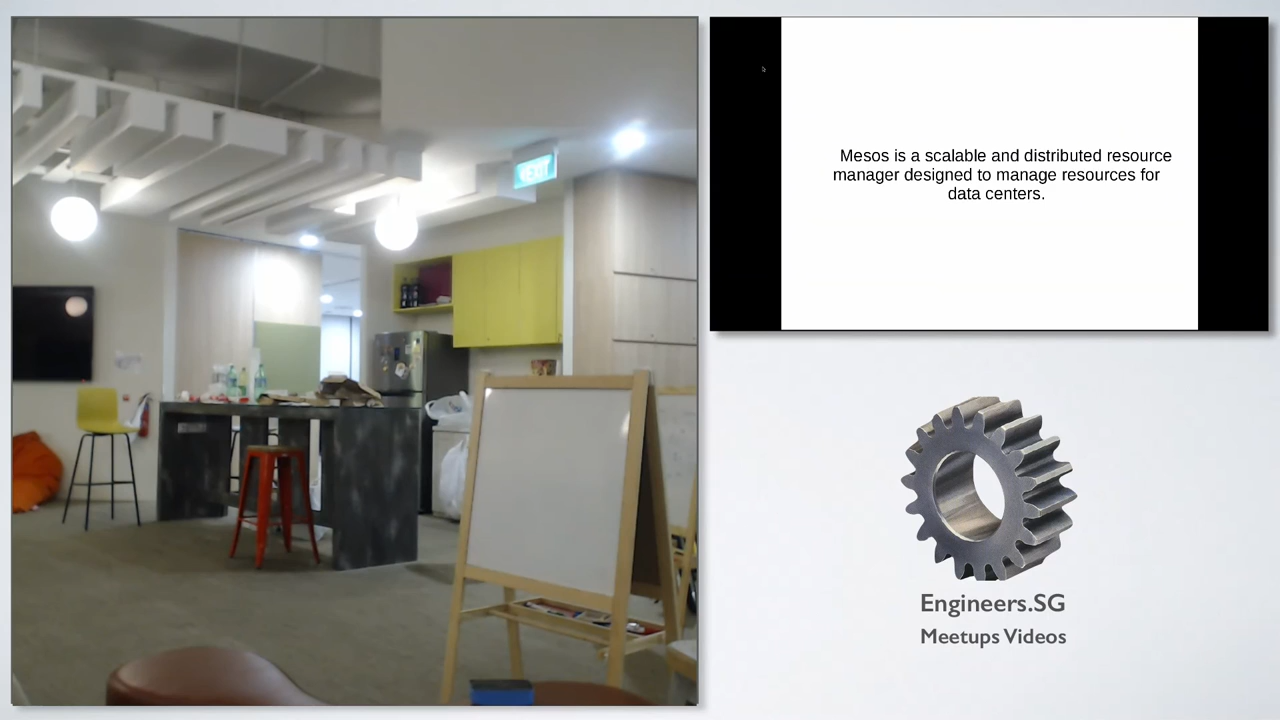 EXIT
Mesos is a scalable and distributed resource
manager designed to manage resources for
data centers.
Engineers.SG
Meetups Videos